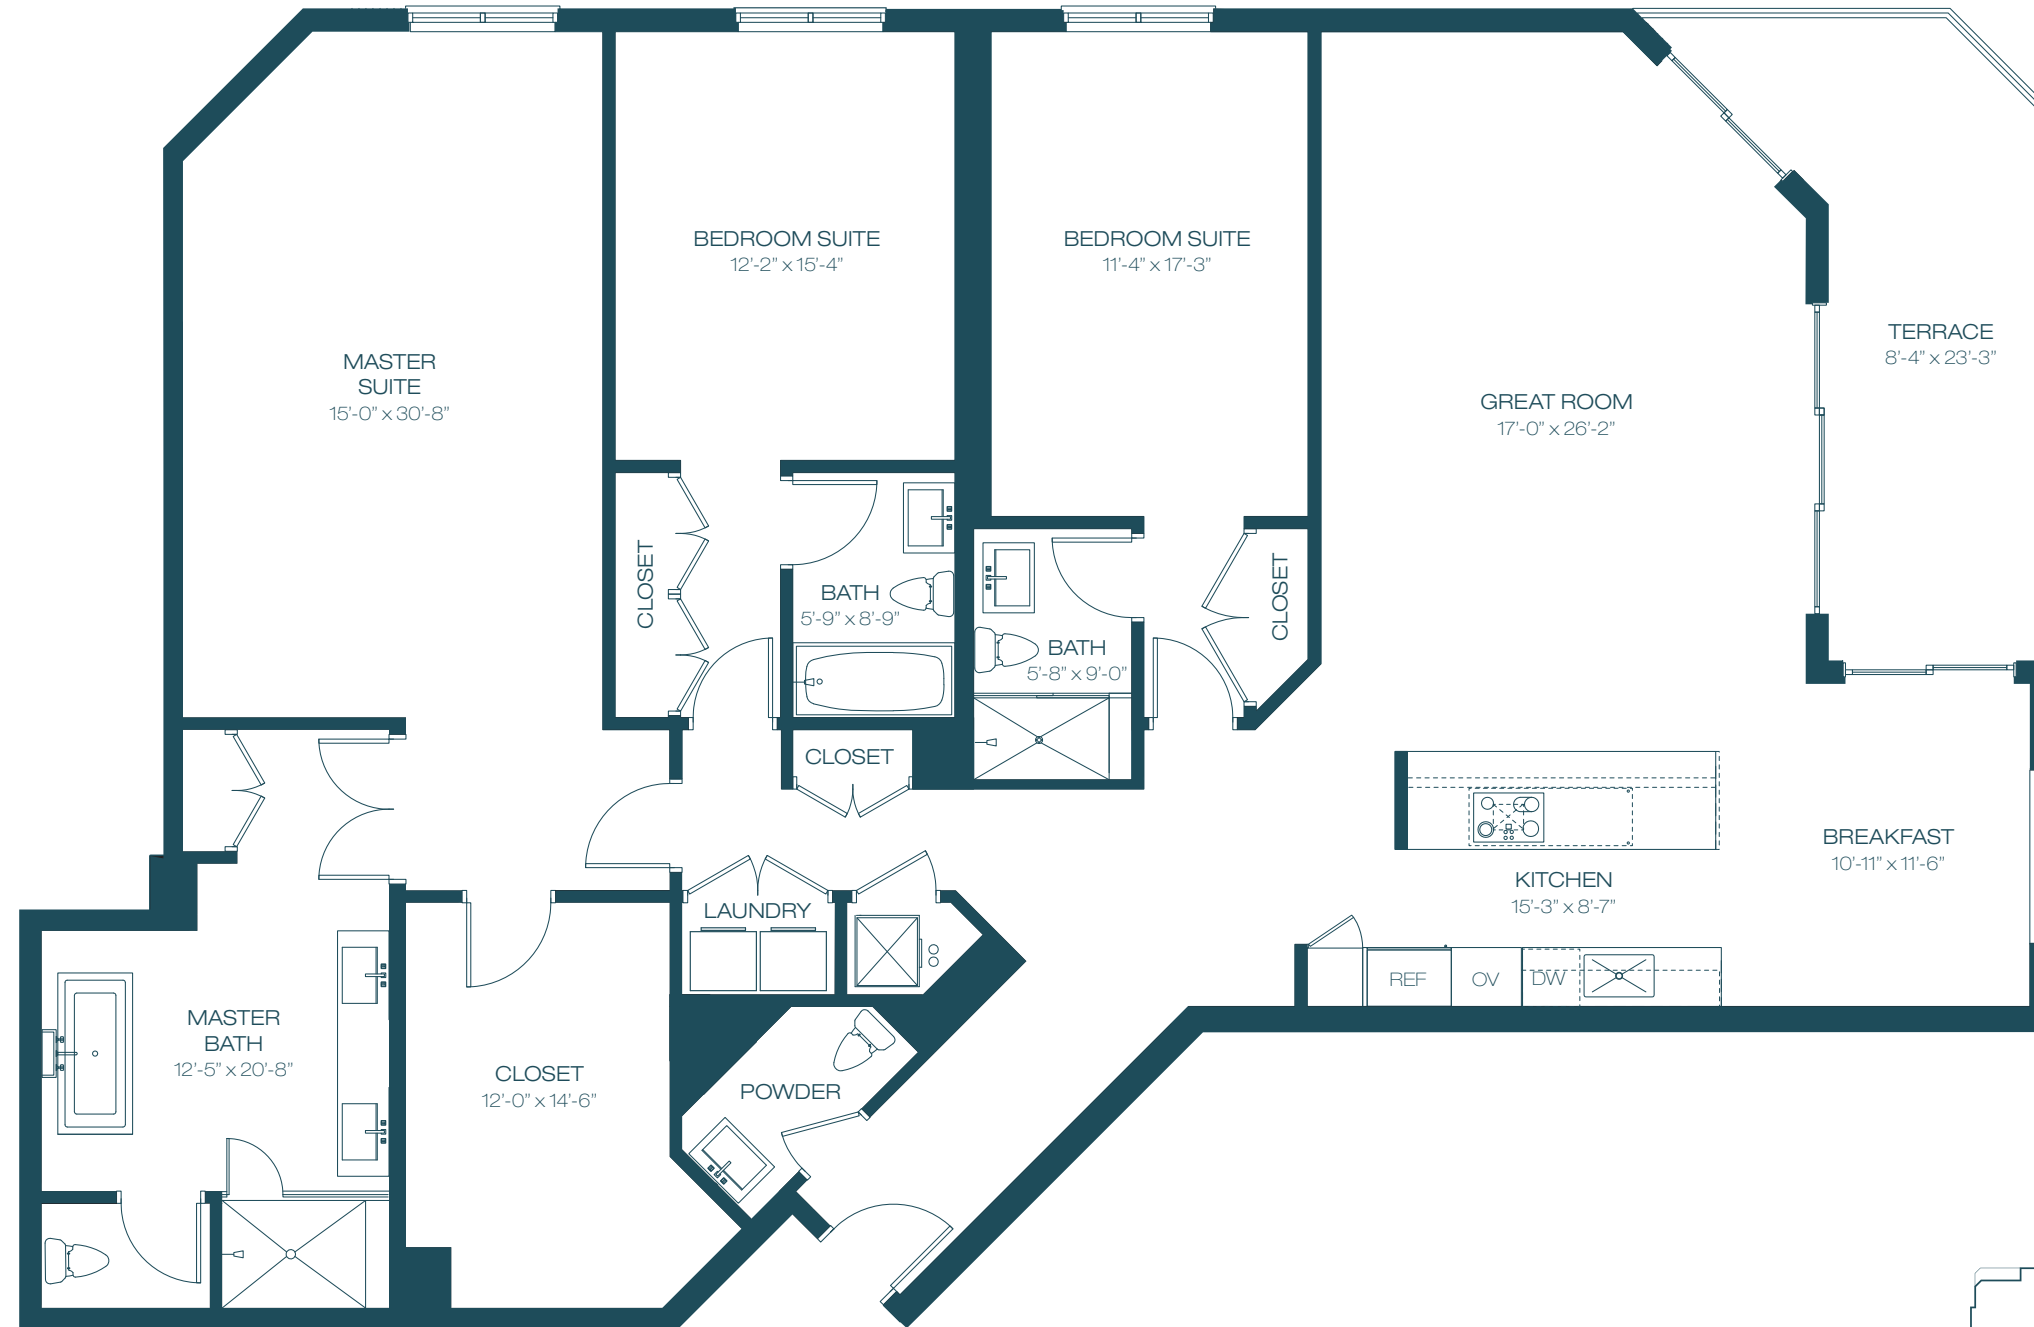 BEDROOM SUITE
12'-2" x 15'-4"
BEDROOM SUITE
11'-4" x 17'-3"
TERRACE
8'-4" x 23'-3"
MASTER
SUITE
15'-0" x 30'-8"
GREAT ROOM
17'-0" x 26'-2"
CLOSET
BATH
5'-9" x 8'-9"
BATH
5'-8" x 9'-0"
CLOSET
CLOSET
BREAKFAST
10'-11" x 11'-6"
KITCHEN
15'-3" x 8'-7"
LAUNDRY
REF
OV
DW
MASTER
BATH
12'-5" x 20'-8"
CLOSET
12'-0" x 14'-6"
POWDER